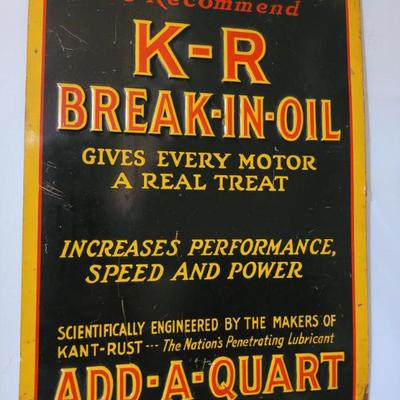 Recommend
K-R
BREAK-IN-OIL
GIVES EVERY MOTOR
A REAL TREAT
INCREASES PERFORMANCE,
SPEED AND POWER
SCIENTIFICALLY ENGINEERED BY THE MAKERS OF
KANT-RUST --- The Nation's Penetrating Lubricant
ADD-A-QUART